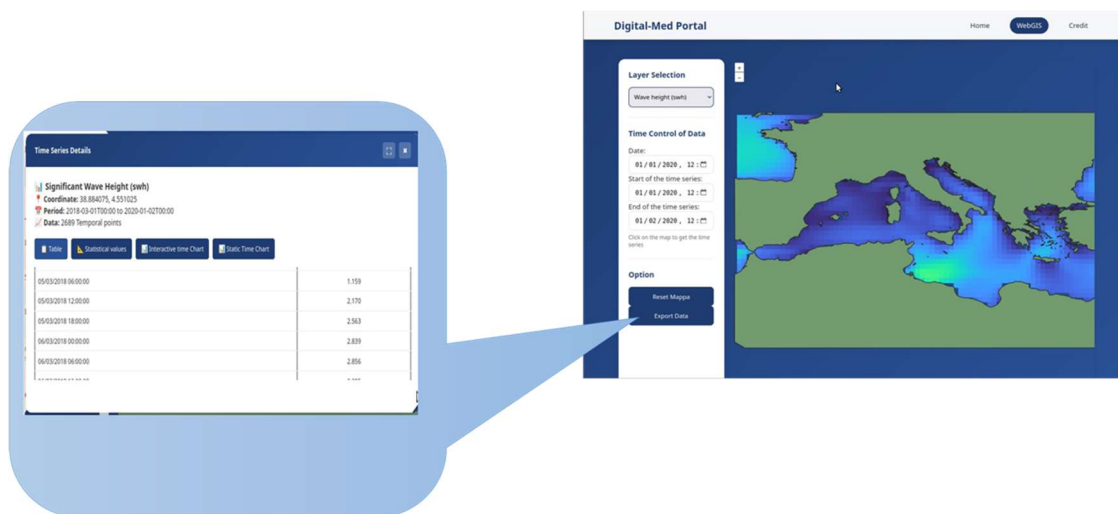 Digital-Med Portal
Home
WebGIS
Credit
Layer Selection
Wave height (swh)
Time Control of Data
Date:
01/01/2020, 12:
Start of the time series:
01/01/2020, 12:
End of the time series:
01/02/2020, 12:
Click on the map to get the time
series
Option
Reset Mappa
Export Data
+
-
Time Series Details
Significant Wave Height (swh)
Coordinate: 38.884075, 4.551025
Period: 2018-03-01T00:00 to 2020-01-02T00:00
Data: 2689 Temporal points
Table
Statistical values
Interactive time Chart
Static Time Chart
05/03/2018 06:00:00 1.159
05/03/2018 12:00:00 2.170
05/03/2018 18:00:00 2.563
06/03/2018 00:00:00 2.839
06/03/2018 06:00:00 2.856